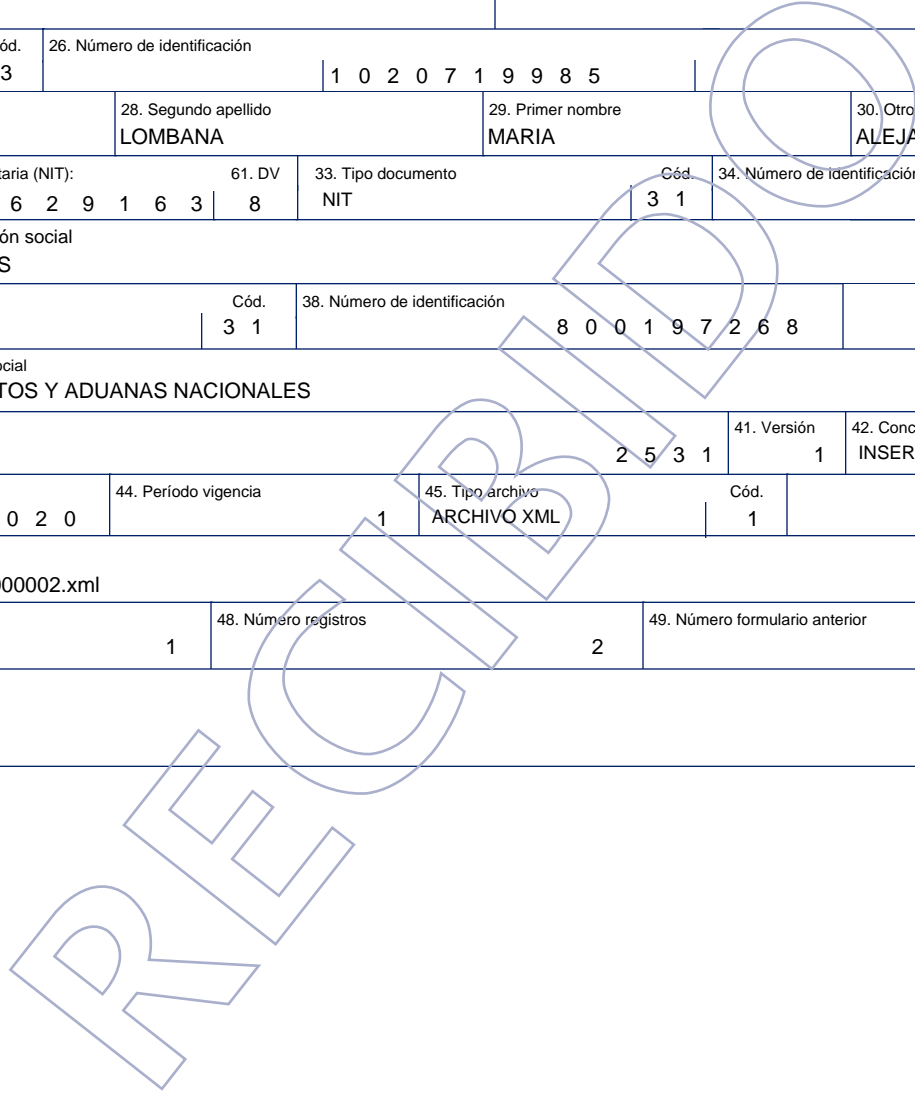 ód. 26. Número de identificación
3 1 0 2 0 7 1 9 9 8 5
28. Segundo apellido 29. Primer nombre 30. Otro
LOMBANA MARIA ALEJA
taria (NIT): 61. DV 33. Tipo documento Cód. 34. Número de identificación
6 2 9 1 6 3 8 NIT 3 1
ón social
S
Cód. 38. Número de identificación
3 1 8 0 0 1 9 7 2 6 8
ocial
TOS Y ADUANAS NACIONALES
41. Versión 42. Conc
2 5 3 1 1 INSER
44. Período vigencia 45. Tipo archivo Cód.
0 2 0 1 ARCHIVO XML 1
000002.xml
48. Número registros 49. Número formulario anterior
1 2
RECIBIDO